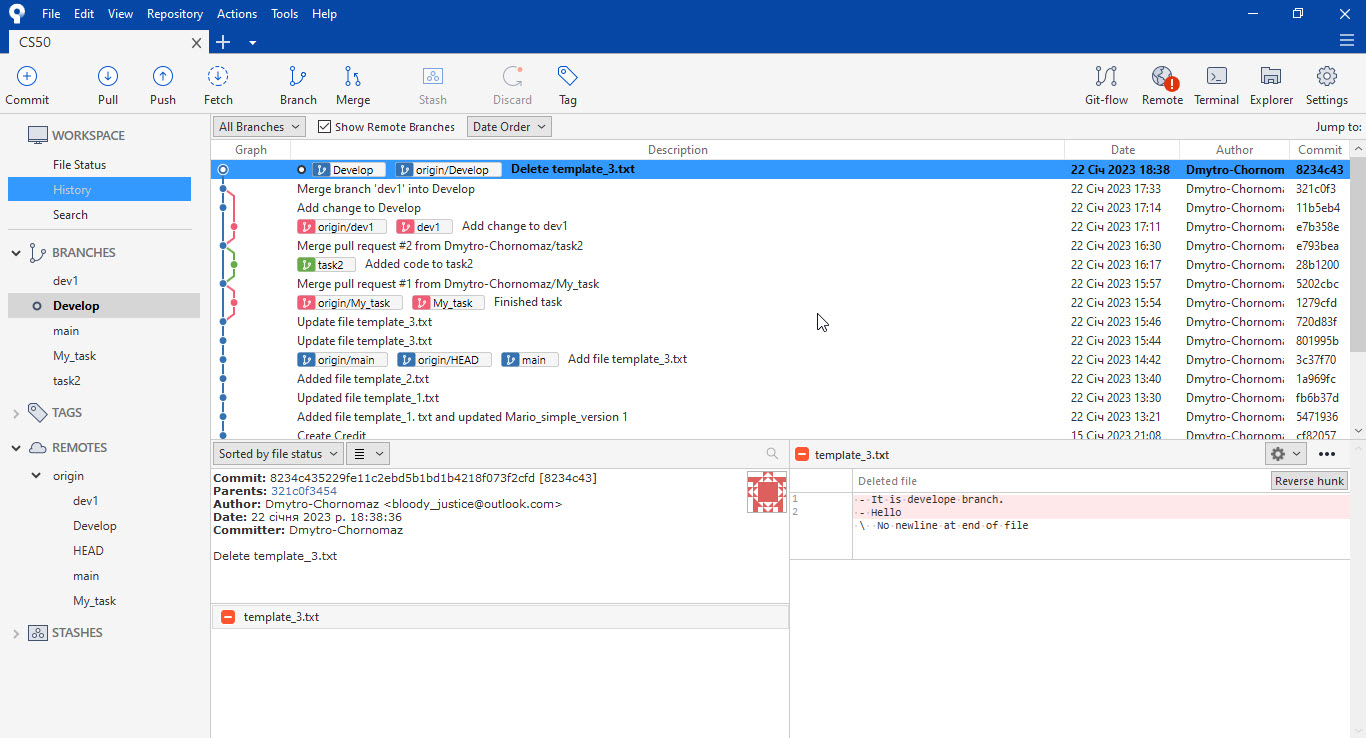 File Edit View Repository Actions Tools Help
CS50
Commit Pull Push Fetch Branch Merge Stash Discard Tag Git-flow Remote Terminal Explorer Settings
WORKSPACE
File Status
History
Search
BRANCHES
dev1
Develop
main
My_task
task2
TAGS
REMOTES
origin
dev1
Develop
HEAD
main
My_task
STASHES
All Branches Show Remote Branches Date Order Jump to:
Graph Description Date Author Commit
Develop origin/Develop Delete template_3.txt 22 Січ 2023 18:38 Dmytro-Chornom 8234c43
Merge branch 'dev1' into Develop 22 Січ 2023 17:33 Dmytro-Chornoma 321c0f3
Add change to Develop 22 Січ 2023 17:14 Dmytro-Chornoma 11b5eb4
origin/dev1 dev1 Add change to dev1 22 Січ 2023 17:11 Dmytro-Chornoma e7b358e
Merge pull request #2 from Dmytro-Chornomaz/task2 22 Січ 2023 16:30 Dmytro-Chornoma e793bea
task2 Added code to task2 22 Січ 2023 16:17 Dmytro-Chornoma 28b1200
Merge pull request #1 from Dmytro-Chornomaz/My_task 22 Січ 2023 15:57 Dmytro-Chornoma 5202cbc
origin/My_task My_task Finished task 22 Січ 2023 15:54 Dmytro-Chornoma 1279cfd
Update file template_3.txt 22 Січ 2023 15:46 Dmytro-Chornoma 720d83f
Update file template_3.txt 22 Січ 2023 15:44 Dmytro-Chornoma 801995b
origin/main origin/HEAD main Add file template_3.txt 22 Січ 2023 14:42 Dmytro-Chornoma 3c37f70
Added file template_2.txt 22 Січ 2023 13:40 Dmytro-Chornoma 1a969fc
Updated file template_1.txt 22 Січ 2023 13:30 Dmytro-Chornoma fb6b37d
Added file template_1. txt and updated Mario_simple_version 1 22 Січ 2023 13:21 Dmytro-Chornoma 5471936
Create Credit 15 Січ 2023 21:08 Dmytro-Chornoma cf82057
Sorted by file status
Commit: 8234c435229fe11c2ebd5b1bd1b4218f073f2cfd [8234c43]
Parents: 321c0f3454
Author: Dmytro-Chornomaz <bloody_justice@outlook.com>
Date: 22 січня 2023 р. 18:38:36
Committer: Dmytro-Chornomaz
Delete template_3.txt
template_3.txt
template_3.txt
Deleted file Reverse hunk
1 - It is develope branch.
2 - Hello
\ No newline at end of file